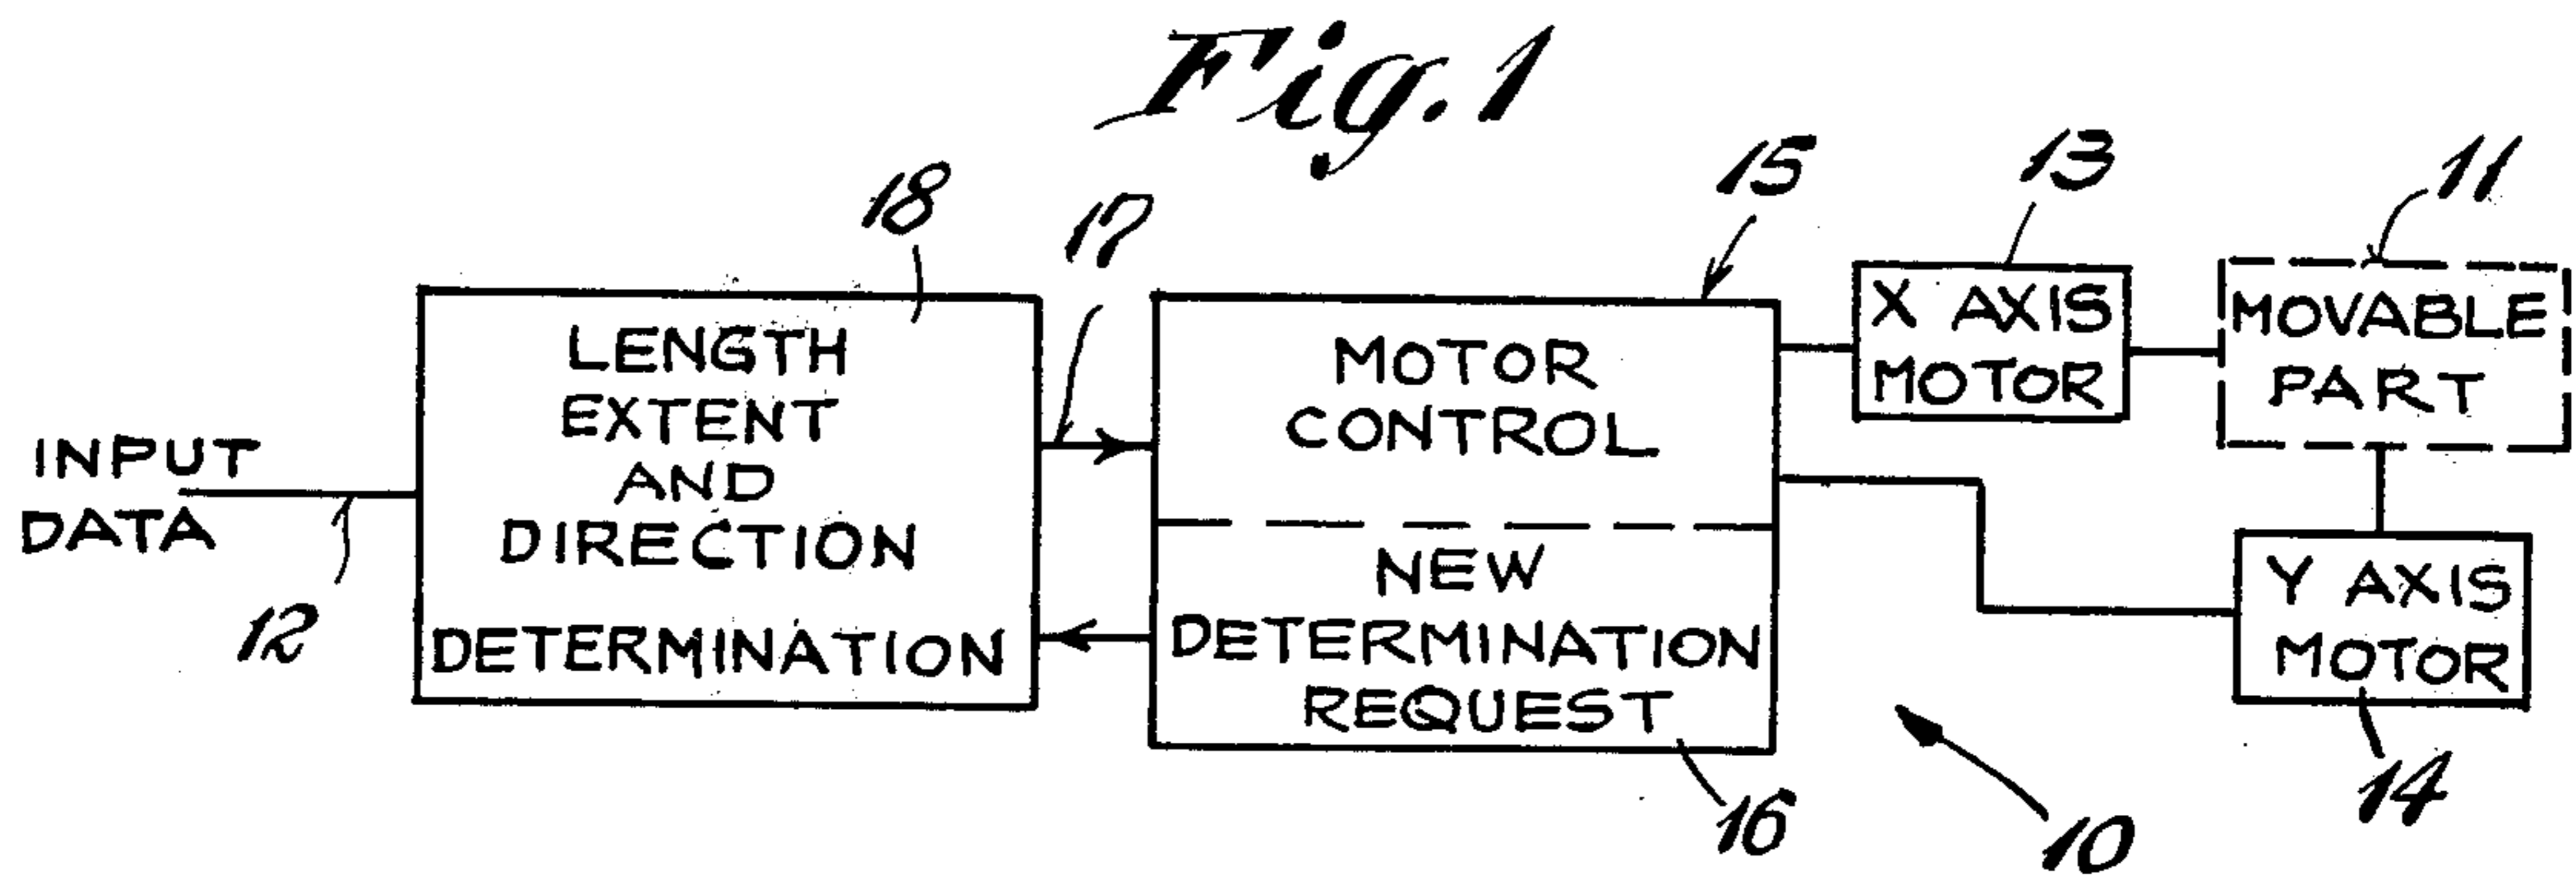 Fig. 1
18
17
15
13
11
LENGTH
EXTENT
AND
DIRECTION
DETERMINATION
MOTOR
CONTROL
X AXIS
MOTOR
MOVABLE
PART
INPUT
DATA
12
NEW
DETERMINATION
REQUEST
Y AXIS
MOTOR
16
10
14